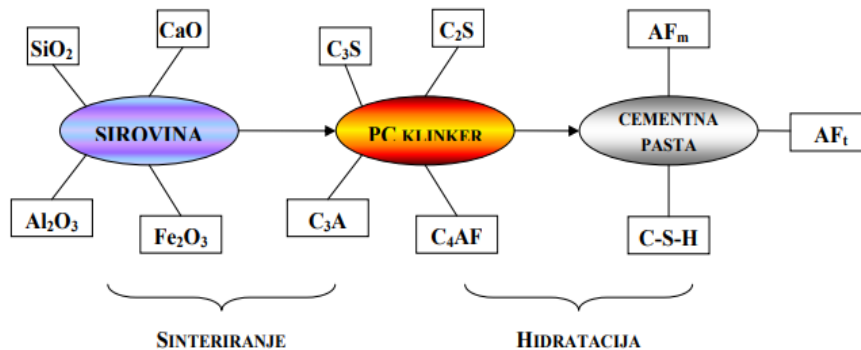 SiO₂
CaO
C₃S
C₂S
AFₘ
SIROVINA
PC KLINKER
CEMENTNA
PASTA
AFₜ
Al₂O₃
Fe₂O₃
C₃A
C₄AF
C-S-H
SINTERIRANJE
HIDRATACIJA